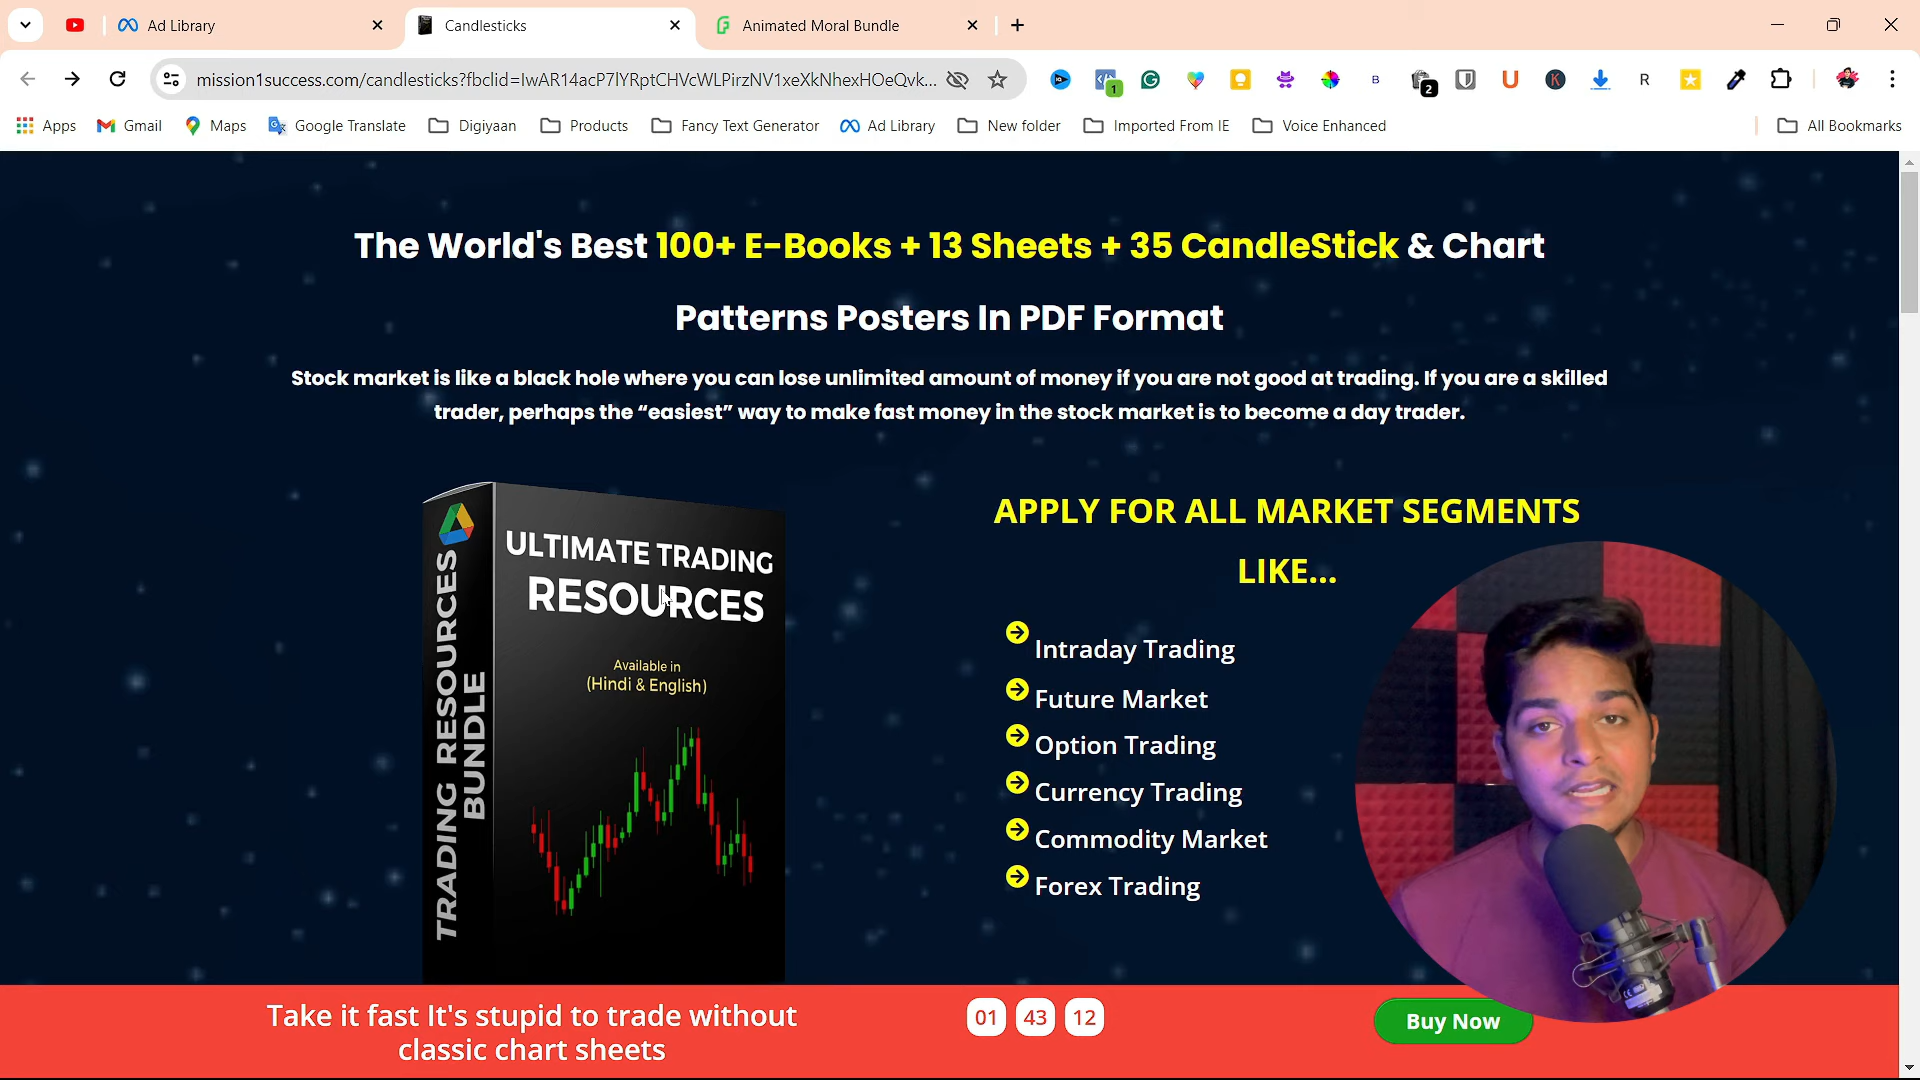 Ad Library
Candlesticks
Animated Moral Bundle
mission1success.com/candlesticks?fbclid=IwAR14acP7lYRptCHVcWLPirzNV1xeXkNhexHOeQvk...
1
B
2
U
K
R
Apps
Gmail
Maps
Google Translate
Digiyaan
Products
Fancy Text Generator
Ad Library
New folder
Imported From IE
Voice Enhanced
All Bookmarks
The World's Best 100+ E-Books + 13 Sheets + 35 CandleStick & Chart
Patterns Posters In PDF Format
Stock market is like a black hole where you can lose unlimited amount of money if you are not good at trading. If you are a skilled
trader, perhaps the “easiest” way to make fast money in the stock market is to become a day trader.
TRADING RESOURCES
BUNDLE
ULTIMATE TRADING
RESOURCES
Available in
(Hindi & English)
APPLY FOR ALL MARKET SEGMENTS
LIKE...
Intraday Trading
Future Market
Option Trading
Currency Trading
Commodity Market
Forex Trading
Take it fast It's stupid to trade without
classic chart sheets
01 43 12
Buy Now